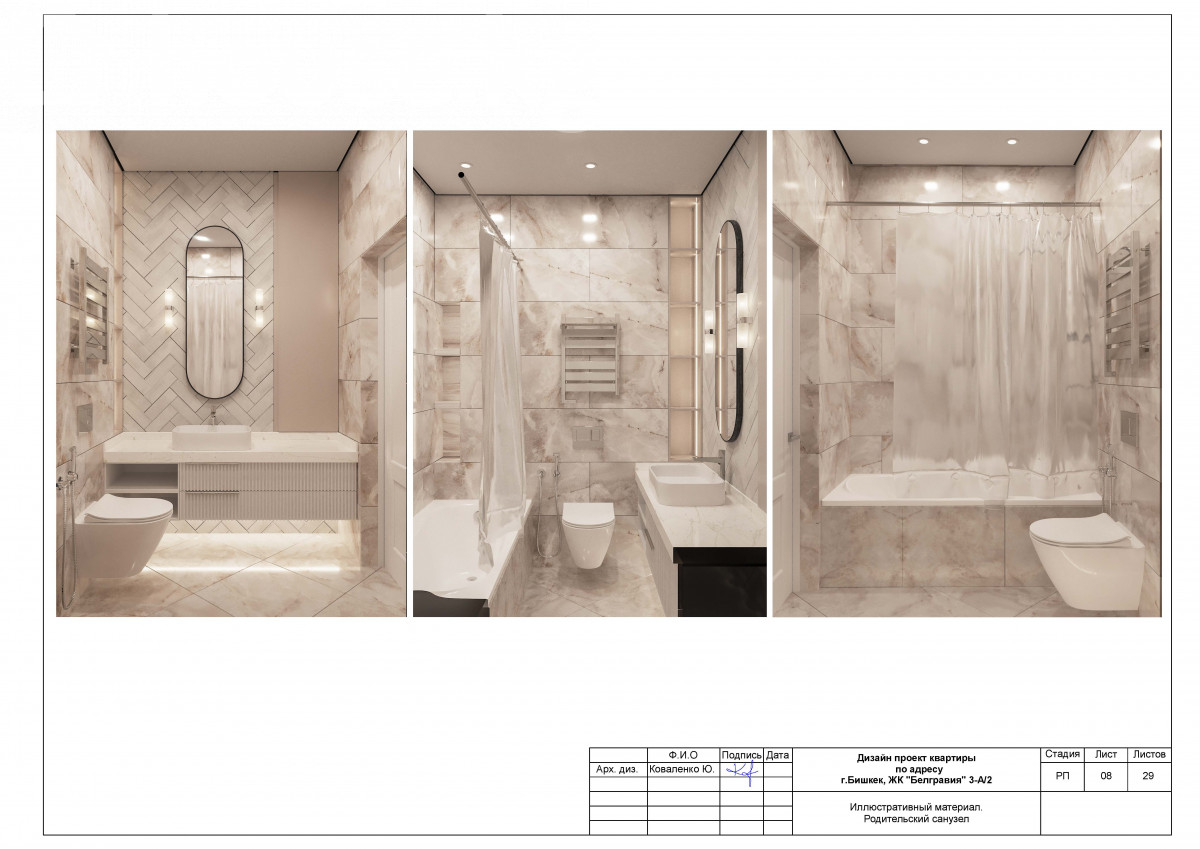 Ф.И.О Подпись Дата
Арх. диз. Коваленко Ю.
Дизайн проект квартиры
по адресу
г.Бишкек, ЖК "Белгравия" 3-А/2
Стадия Лист Листов
РП 08 29
Иллюстративный материал.
Родительский санузел